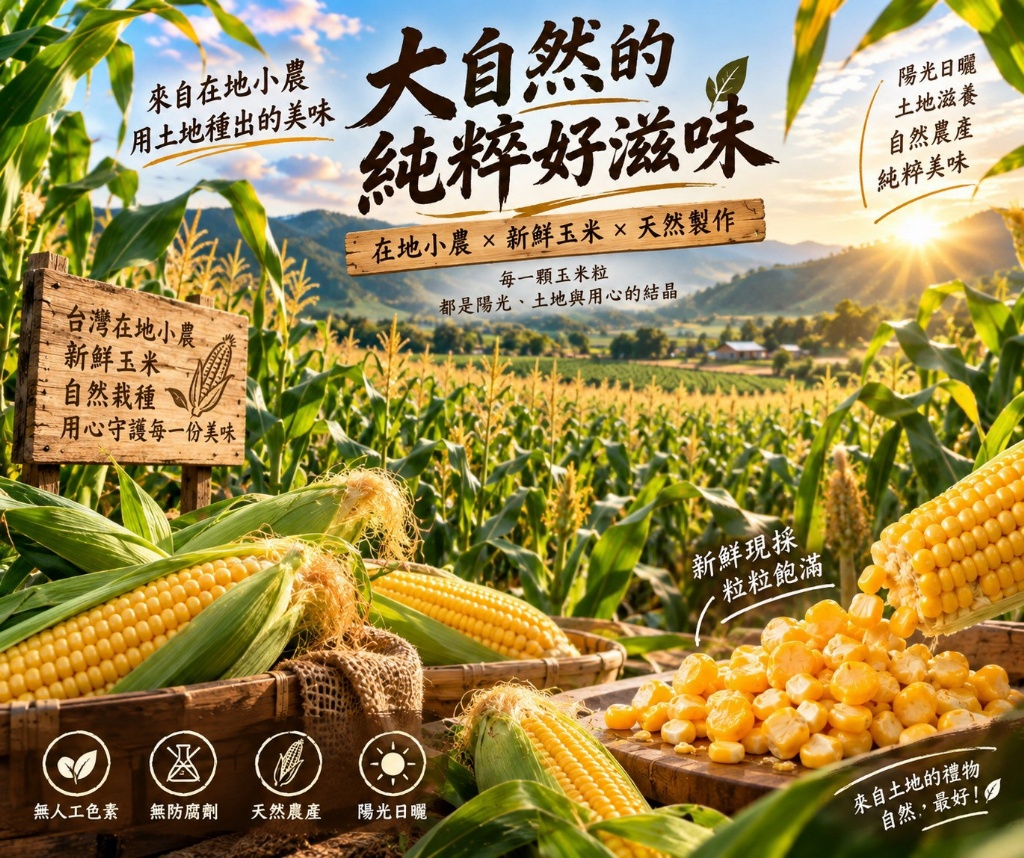 來自在地小農
用土地種出的美味
大自然的
純粹好滋味
陽光日曬
土地滋養
自然農產
純粹美味
在地小農 × 新鮮玉米 × 天然製作
每一顆玉米粒
都是陽光、土地與用心的結晶
台灣在地小農
新鮮玉米
自然栽種
用心守護每一份美味
新鮮現採
粒粒飽滿
無人工色素
無防腐劑
天然農產
陽光日曬
來自土地的禮物
自然,最好!